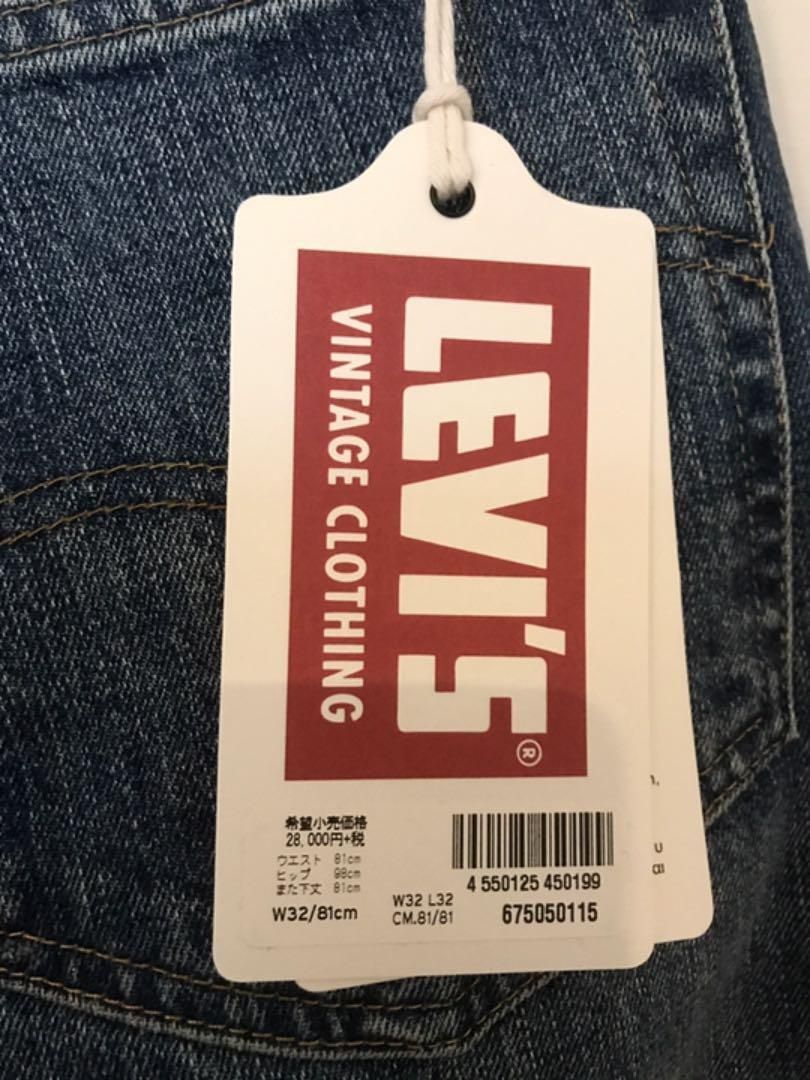 LEVI'S®
VINTAGE CLOTHING
希望小売価格
28,000円+税
ウエスト 81cm
ヒップ 98cm
また下丈 81cm
W32/81cm
W32 L32
CM.81/81
4 550125 450199
675050115